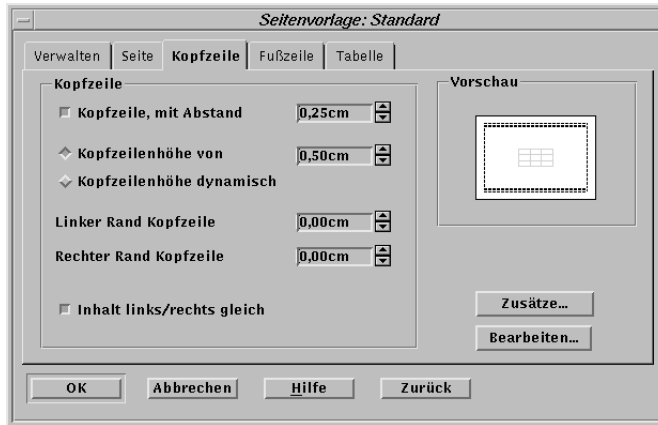 Seitenvorlage: Standard
Verwalten Seite Kopfzeile Fußzeile Tabelle
Kopfzeile
Kopfzeile, mit Abstand 0,25cm
Kopfzeilenhöhe von 0,50cm
Kopfzeilenhöhe dynamisch
Linker Rand Kopfzeile 0,00cm
Rechter Rand Kopfzeile 0,00cm
Inhalt links/rechts gleich
Vorschau
Zusätze...
Bearbeiten...
OK Abbrechen Hilfe Zurück